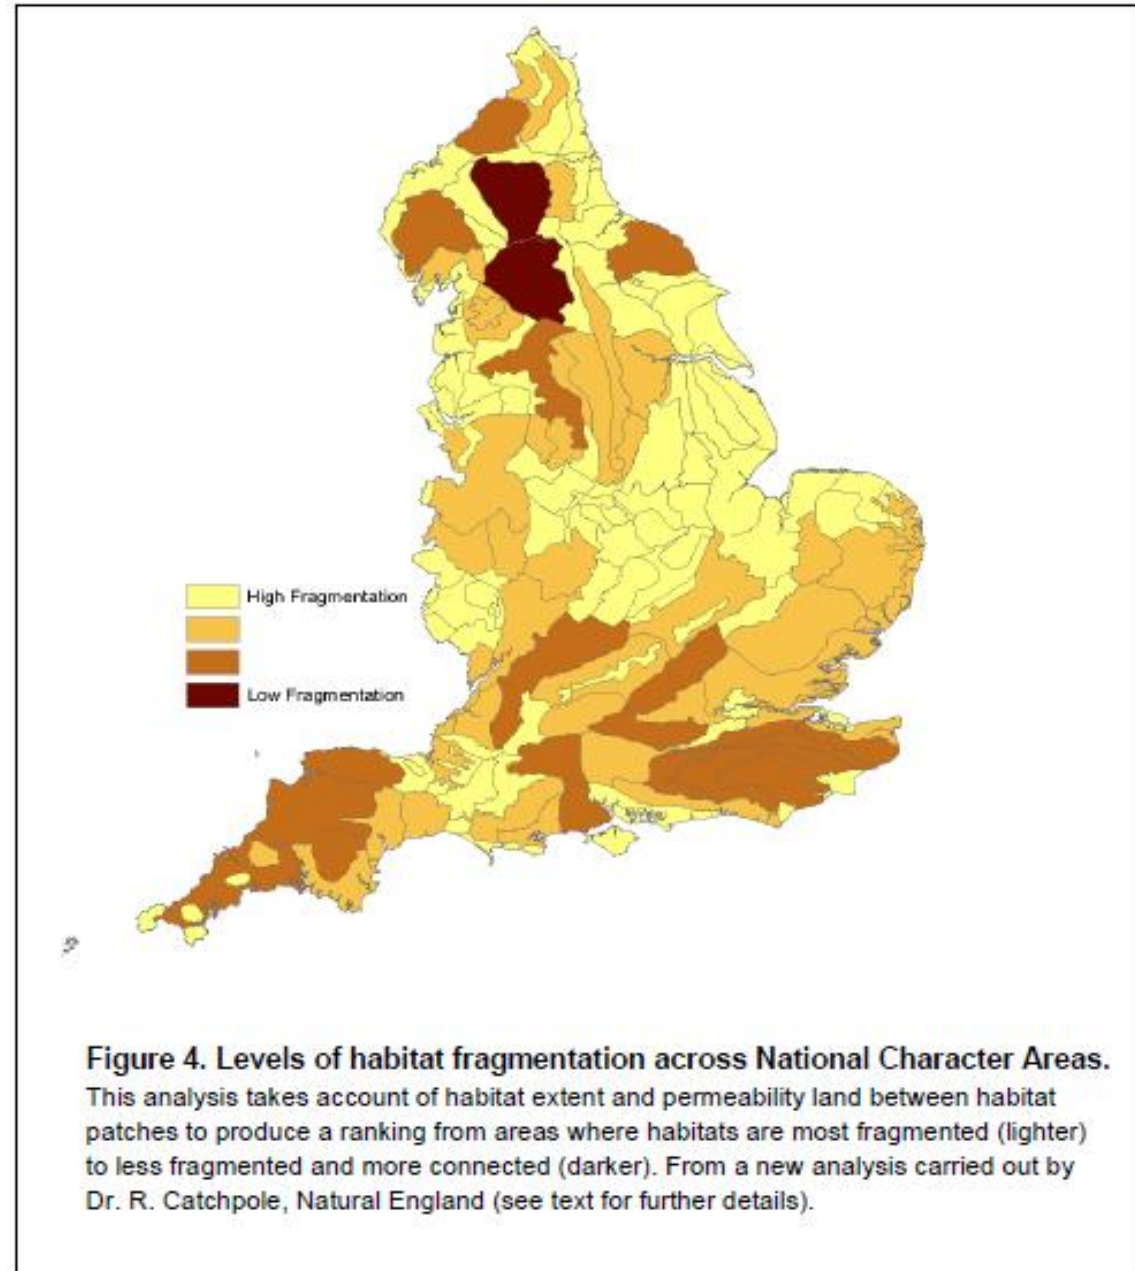 High Fragmentation
Low Fragmentation
Figure 4. Levels of habitat fragmentation across National Character Areas.
This analysis takes account of habitat extent and permeability land between habitat
patches to produce a ranking from areas where habitats are most fragmented (lighter)
to less fragmented and more connected (darker). From a new analysis carried out by
Dr. R. Catchpole, Natural England (see text for further details).